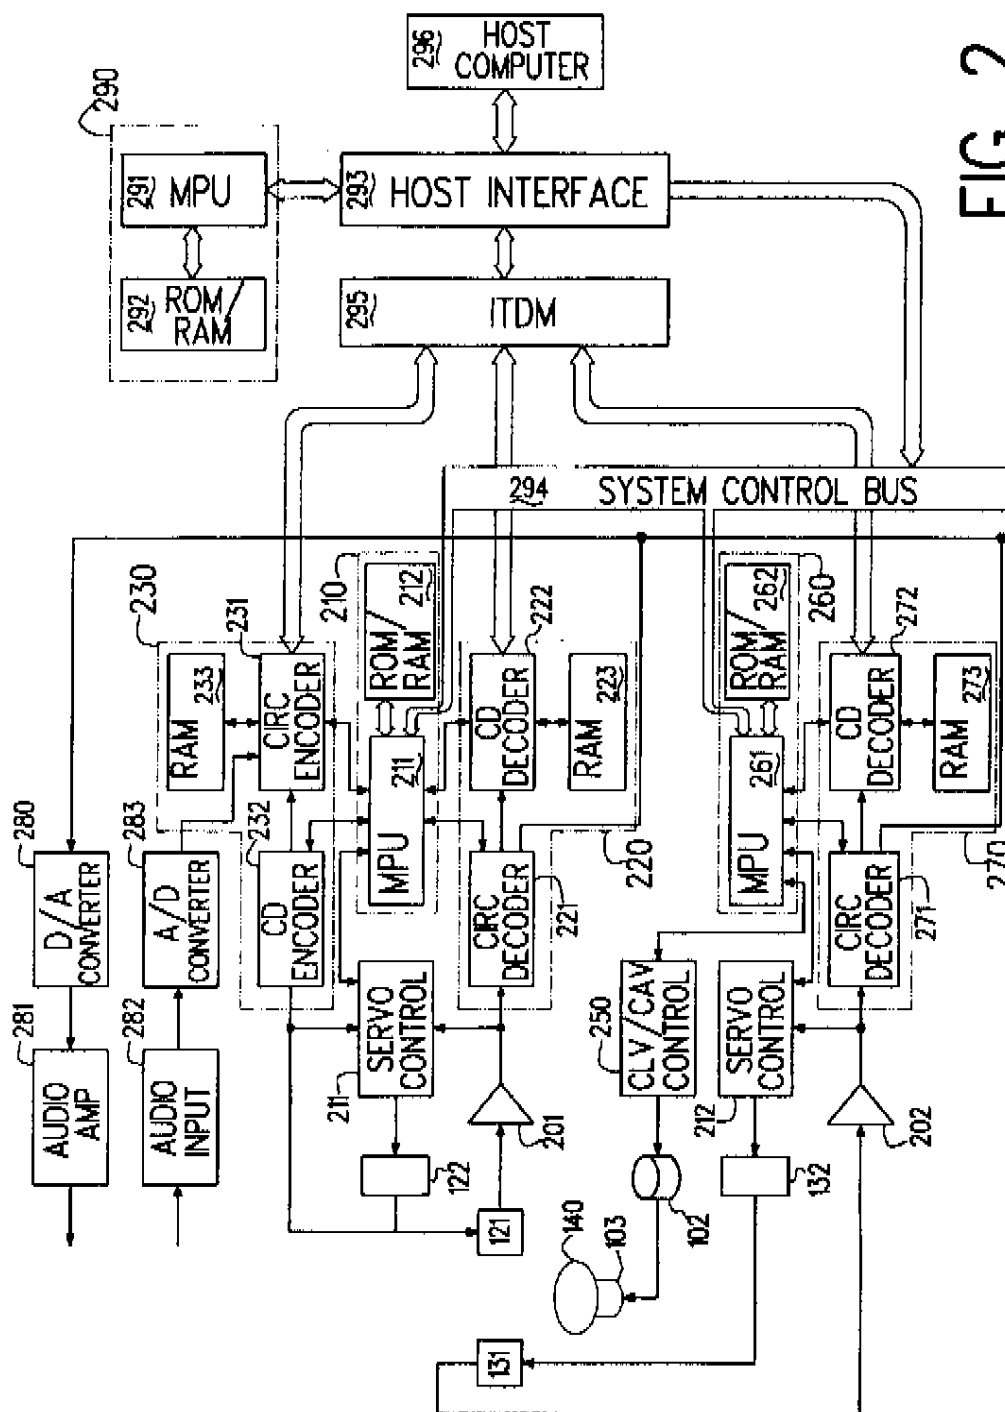 FIG. 2
290
291
MPU
292
ROM/
RAM
296
HOST
COMPUTER
293
HOST INTERFACE
295
ITDM
294
SYSTEM CONTROL BUS
230
231
CIRC
ENCODER
RAM
233
232
CD
ENCODER
210
ROM/
RAM
212
MPU
211
222
CD
DECODER
RAM
223
220
221
CIRC
DECODER
260
ROM/
RAM
262
MPU
261
272
CD
DECODER
RAM
273
270
271
CIRC
DECODER
280
D/A
CONVERTER
283
A/D
CONVERTER
281
AUDIO
AMP
282
AUDIO
INPUT
211
SERVO
CONTROL
250
CLV/CAV
CONTROL
212
SERVO
CONTROL
201
202
122
121
102
103
140
132
131